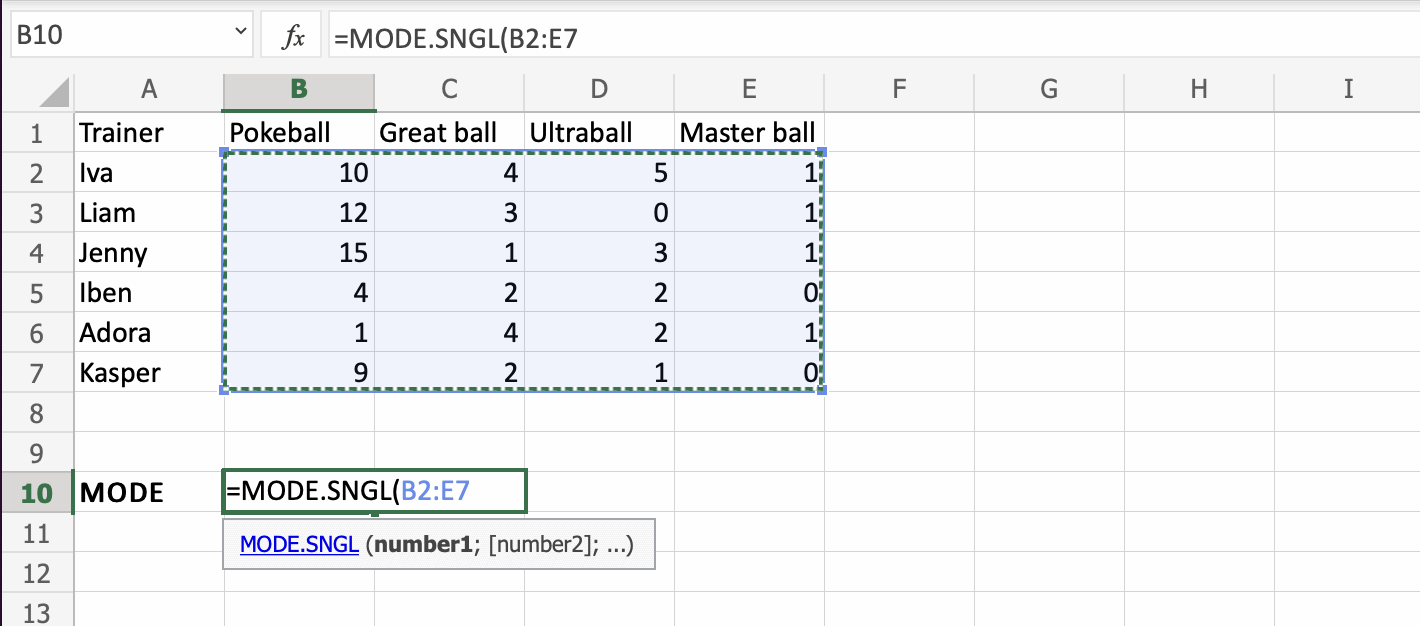 B10 fx =MODE.SNGL(B2:E7
A B C D E F G H I
1 Trainer Pokeball Great ball Ultraball Master ball
2 Iva 10 4 5 1
3 Liam 12 3 0 1
4 Jenny 15 1 3 1
5 Iben 4 2 2 0
6 Adora 1 4 2 1
7 Kasper 9 2 1 0
8
9
10 MODE =MODE.SNGL(B2:E7
11 MODE.SNGL (number1; [number2]; ...)
12
13